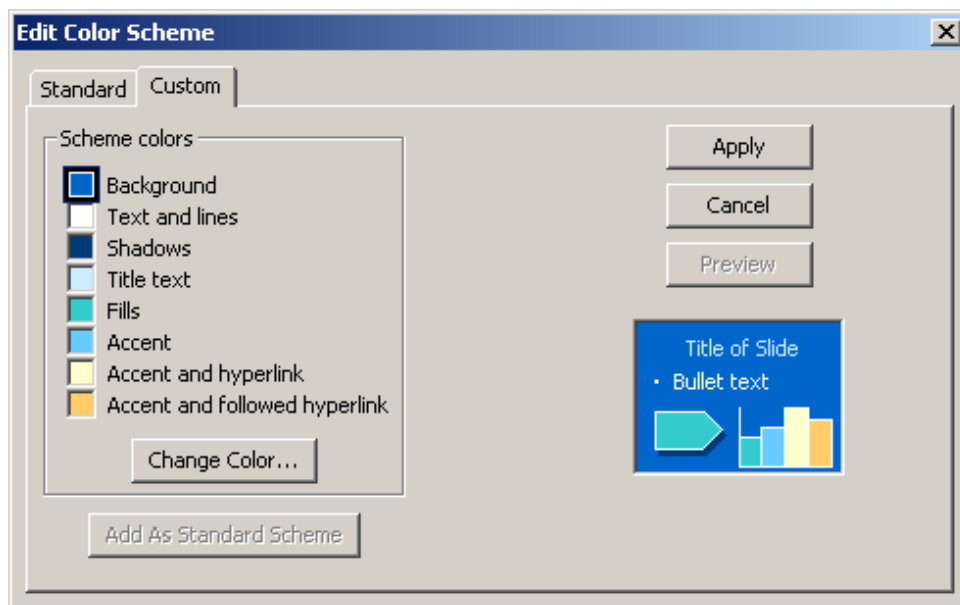 Edit Color Scheme
Standard
Custom
Scheme colors
Background
Text and lines
Shadows
Title text
Fills
Accent
Accent and hyperlink
Accent and followed hyperlink
Change Color...
Add As Standard Scheme
Apply
Cancel
Preview
Title of Slide
• Bullet text